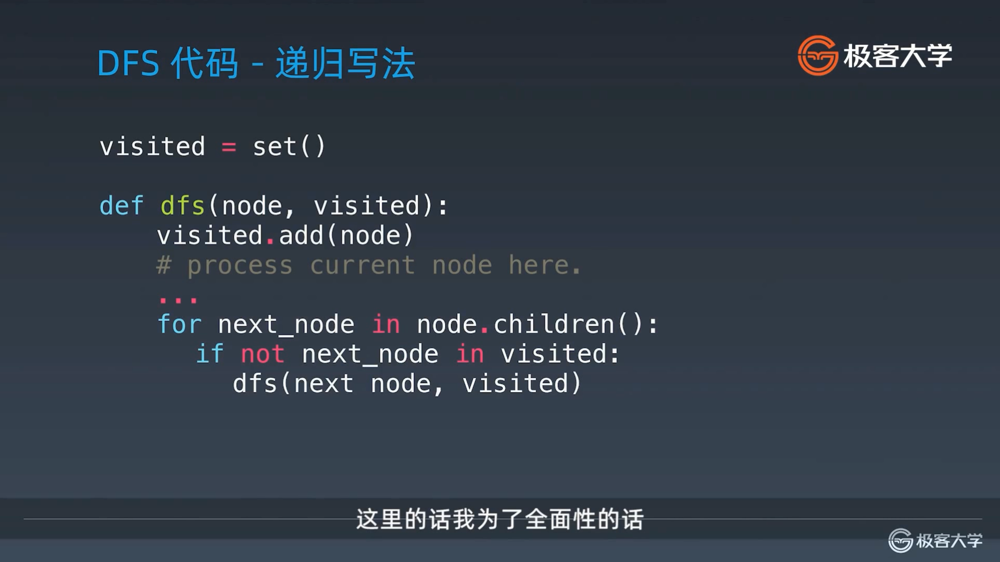 DFS 代码 - 递归写法
极客大学
visited = set()
def dfs(node, visited):
visited.add(node)
# process current node here.
...
for next_node in node.children():
if not next_node in visited:
dfs(next node, visited)
这里的话我为了全面性的话
极客大学